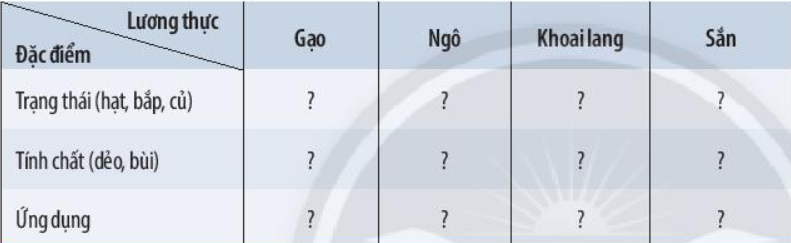 Lương thực
Đặc điểm
Gạo Ngô Khoai lang Sắn
Trạng thái (hạt, bắp, củ) ? ? ? ?
Tính chất (dẻo, bùi) ? ? ? ?
Ứng dụng ? ? ? ?